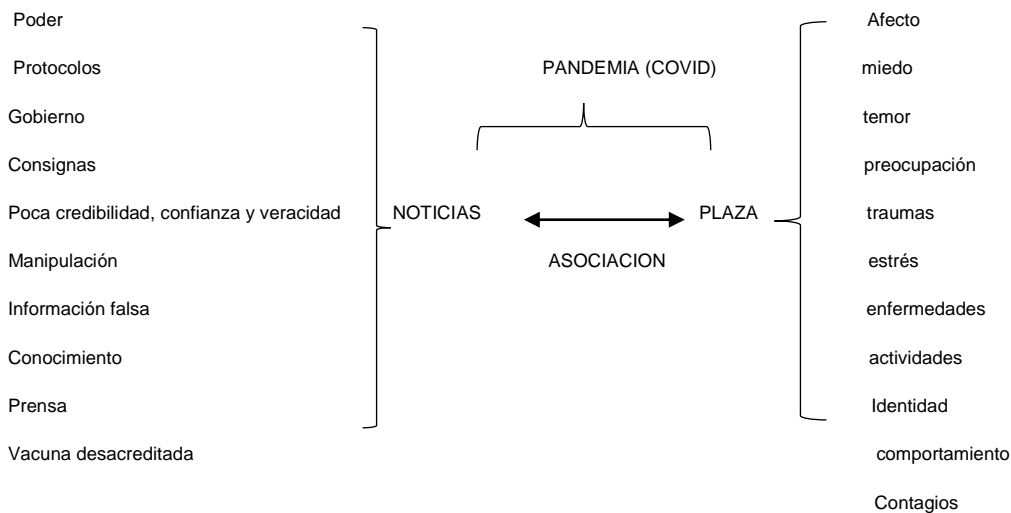 Poder
Protocolos
Gobierno
Consignas
Poca credibilidad, confianza y veracidad
Manipulación
Información falsa
Conocimiento
Prensa
Vacuna desacreditada
PANDEMIA (COVID)
NOTICIAS
PLAZA
ASOCIACION
Afecto
miedo
temor
preocupación
traumas
estrés
enfermedades
actividades
Identidad
comportamiento
Contagios